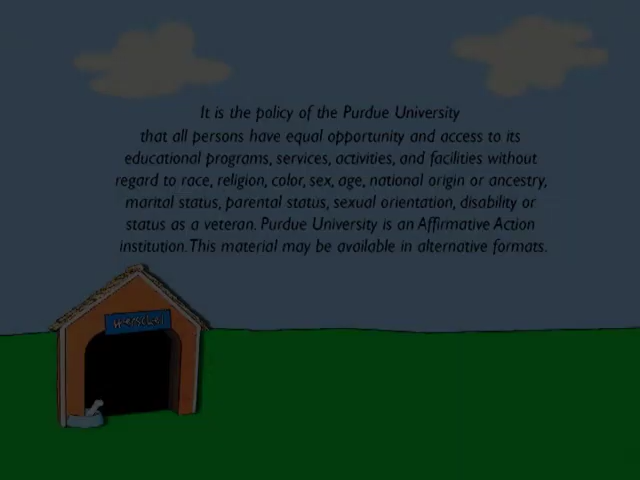 It is the policy of the Purdue University
that all persons have equal opportunity and access to its
educational programs, services, activities, and facilities without
regard to race, religion, color, sex, age, national origin or ancestry,
marital status, parental status, sexual orientation, disability or
status as a veteran. Purdue University is an Affirmative Action
institution. This material may be available in alternative formats.